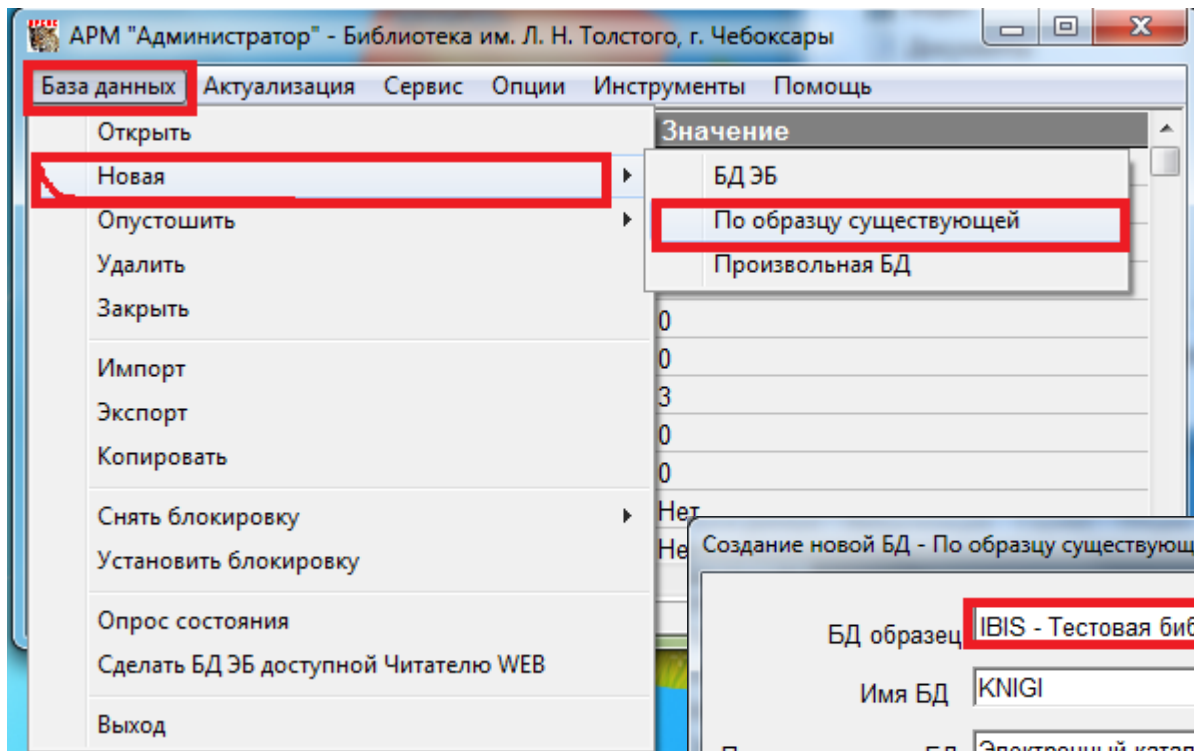 АРМ "Администратор" - Библиотека им. Л. Н. Толстого, г. Чебоксары
База данных Актуализация Сервис Опции Инструменты Помощь
Открыть
Новая
Опустошить
Удалить
Закрыть
Импорт
Экспорт
Копировать
Снять блокировку
Установить блокировку
Опрос состояния
Сделать БД ЭБ доступной Читателю WEB
Выход
Значение
БД ЭБ
По образцу существующей
Произвольная БД
0
0
3
0
0
Нет
Создание новой БД - По образцу
БД образец IBIS - Тестовая
Имя БД KNIGI
БД Электронный